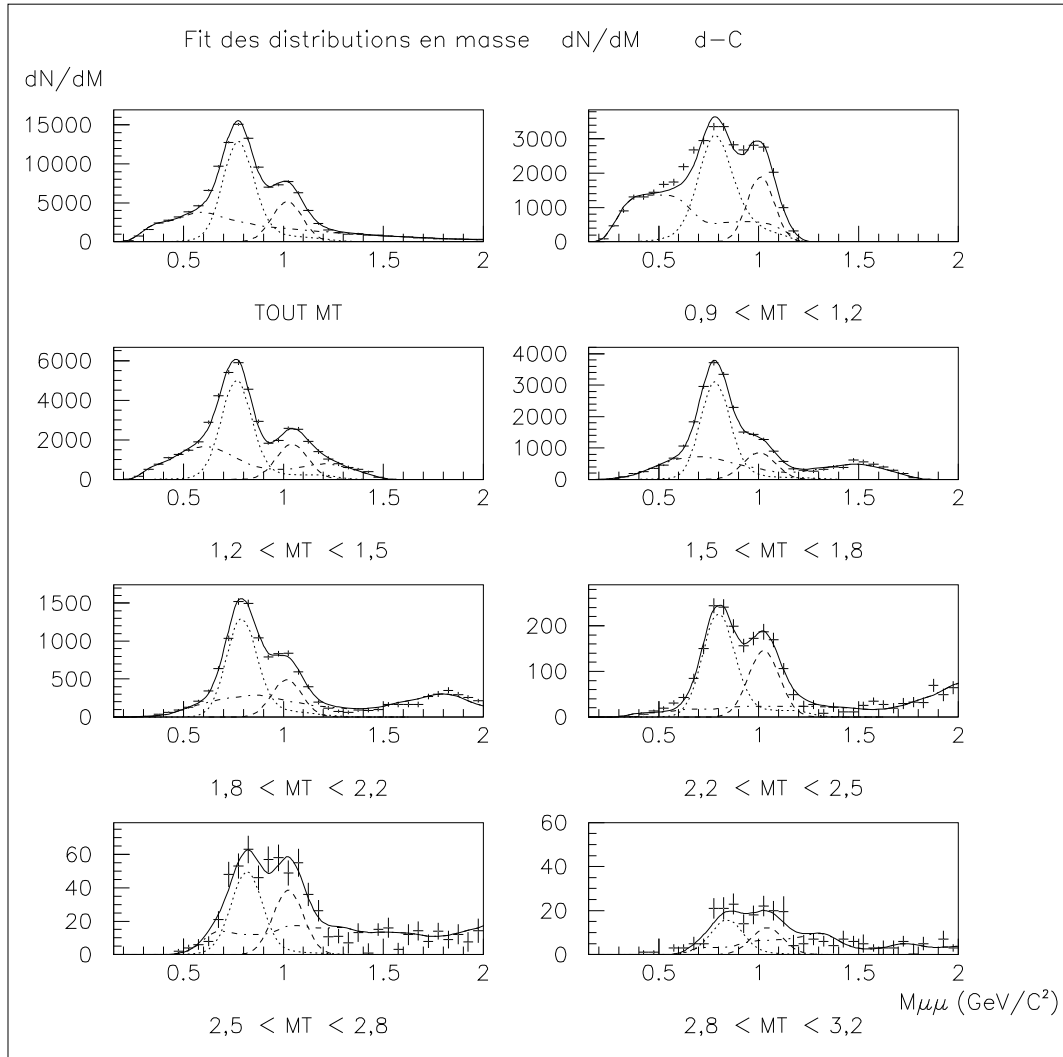 Fit des distributions en masse dN/dM d-C
dN/dM
15000
10000
5000
0
0.5 1 1.5 2
TOUT MT
3000
2000
1000
0
0.5 1 1.5 2
0,9 < MT < 1,2
6000
4000
2000
0
0.5 1 1.5 2
1,2 < MT < 1,5
4000
3000
2000
1000
0
0.5 1 1.5 2
1,5 < MT < 1,8
1500
1000
500
0
0.5 1 1.5 2
1,8 < MT < 2,2
200
100
0
0.5 1 1.5 2
2,2 < MT < 2,5
60
40
20
0
0.5 1 1.5 2
2,5 < MT < 2,8
60
40
20
0
0.5 1 1.5 2
Mμμ (GeV/C²)
2,8 < MT < 3,2